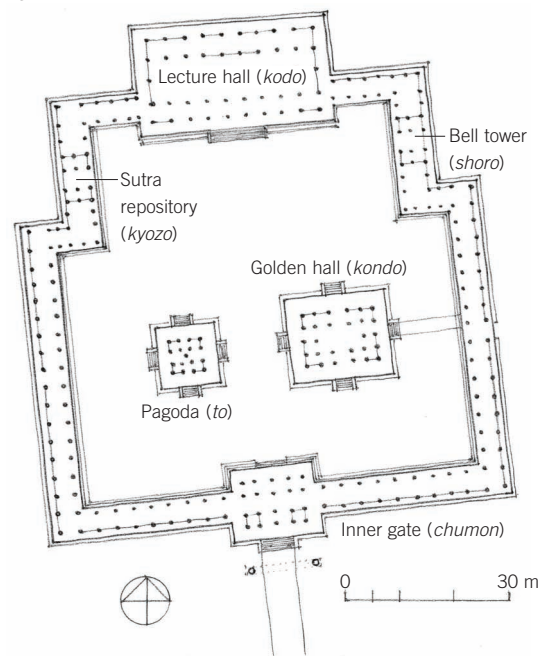 Lecture hall (kodo)
Bell tower
(shoro)
Sutra
repository
(kyozo)
Golden hall (kondo)
Pagoda (to)
Inner gate (chumon)
0 30 m